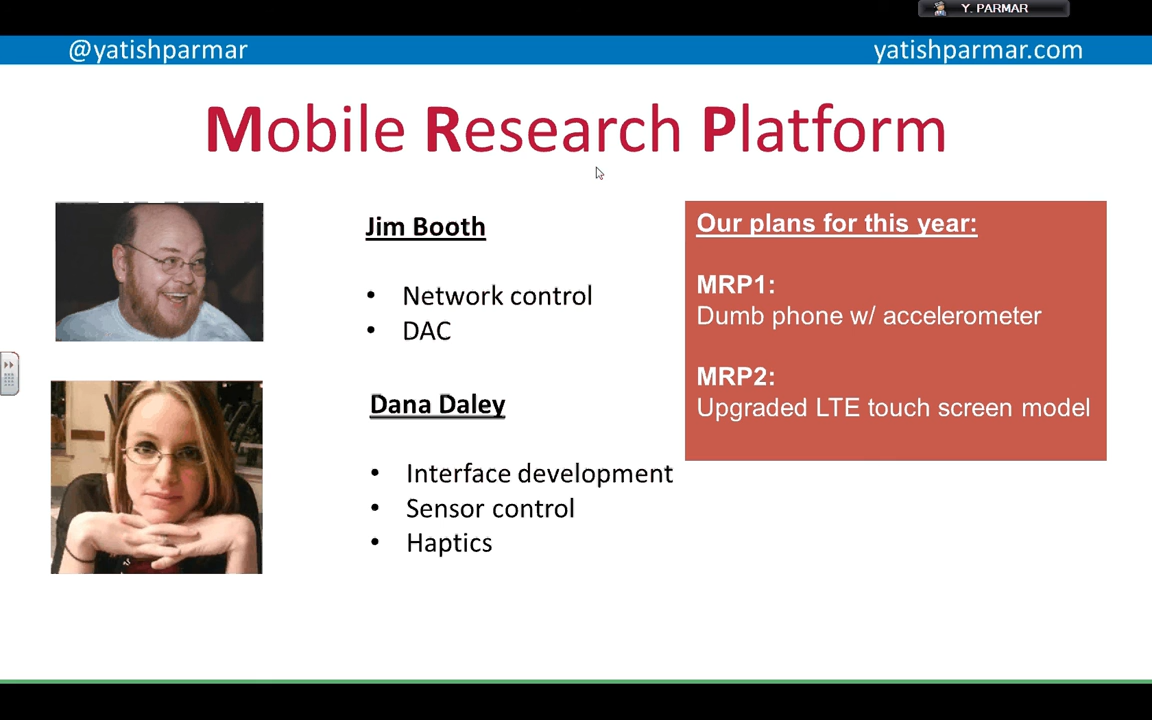 Y. PARMAR
@yatishparmar
yatishparmar.com
Mobile Research Platform
Jim Booth
• Network control
• DAC
Dana Daley
• Interface development
• Sensor control
• Haptics
Our plans for this year:
MRP1:
Dumb phone w/ accelerometer
MRP2:
Upgraded LTE touch screen model